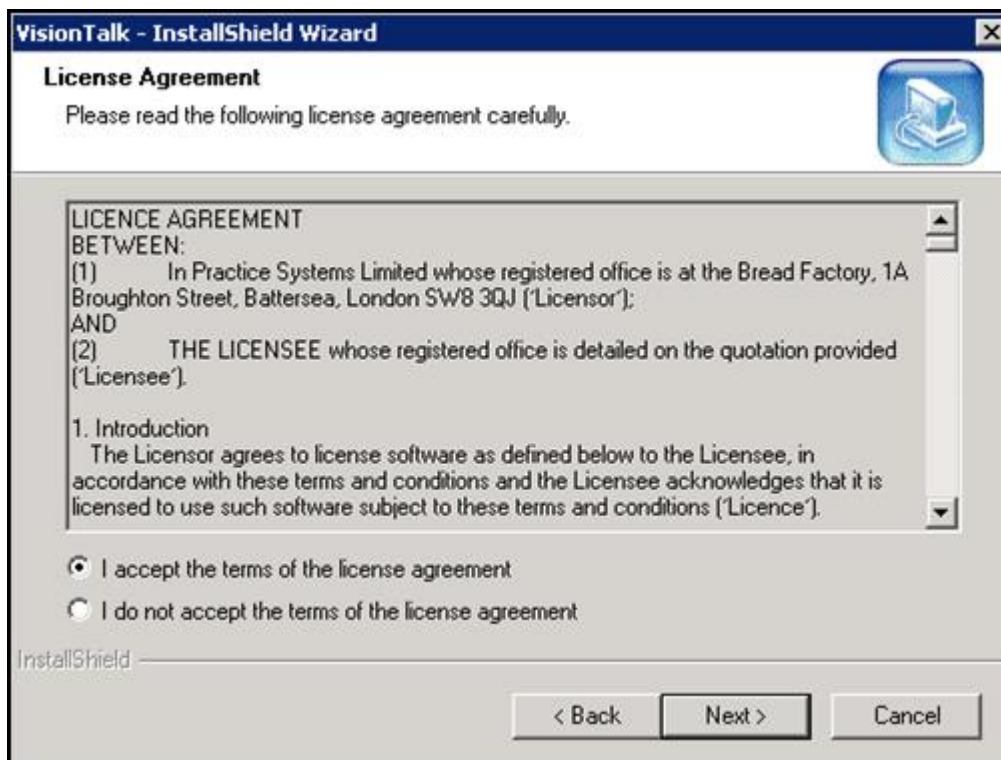 VisionTalk - InstallShield Wizard
License Agreement
Please read the following license agreement carefully.
LICENCE AGREEMENT
BETWEEN:
(1) In Practice Systems Limited whose registered office is at the Bread Factory, 1A
Broughton Street, Battersea, London SW8 3QJ ('Licensor');
AND
(2) THE LICENSEE whose registered office is detailed on the quotation provided
('Licensee').
1. Introduction
The Licensor agrees to license software as defined below to the Licensee, in
accordance with these terms and conditions and the Licensee acknowledges that it is
licensed to use such software subject to these terms and conditions ('Licence').
I accept the terms of the license agreement
I do not accept the terms of the license agreement
InstallShield
< Back Next > Cancel